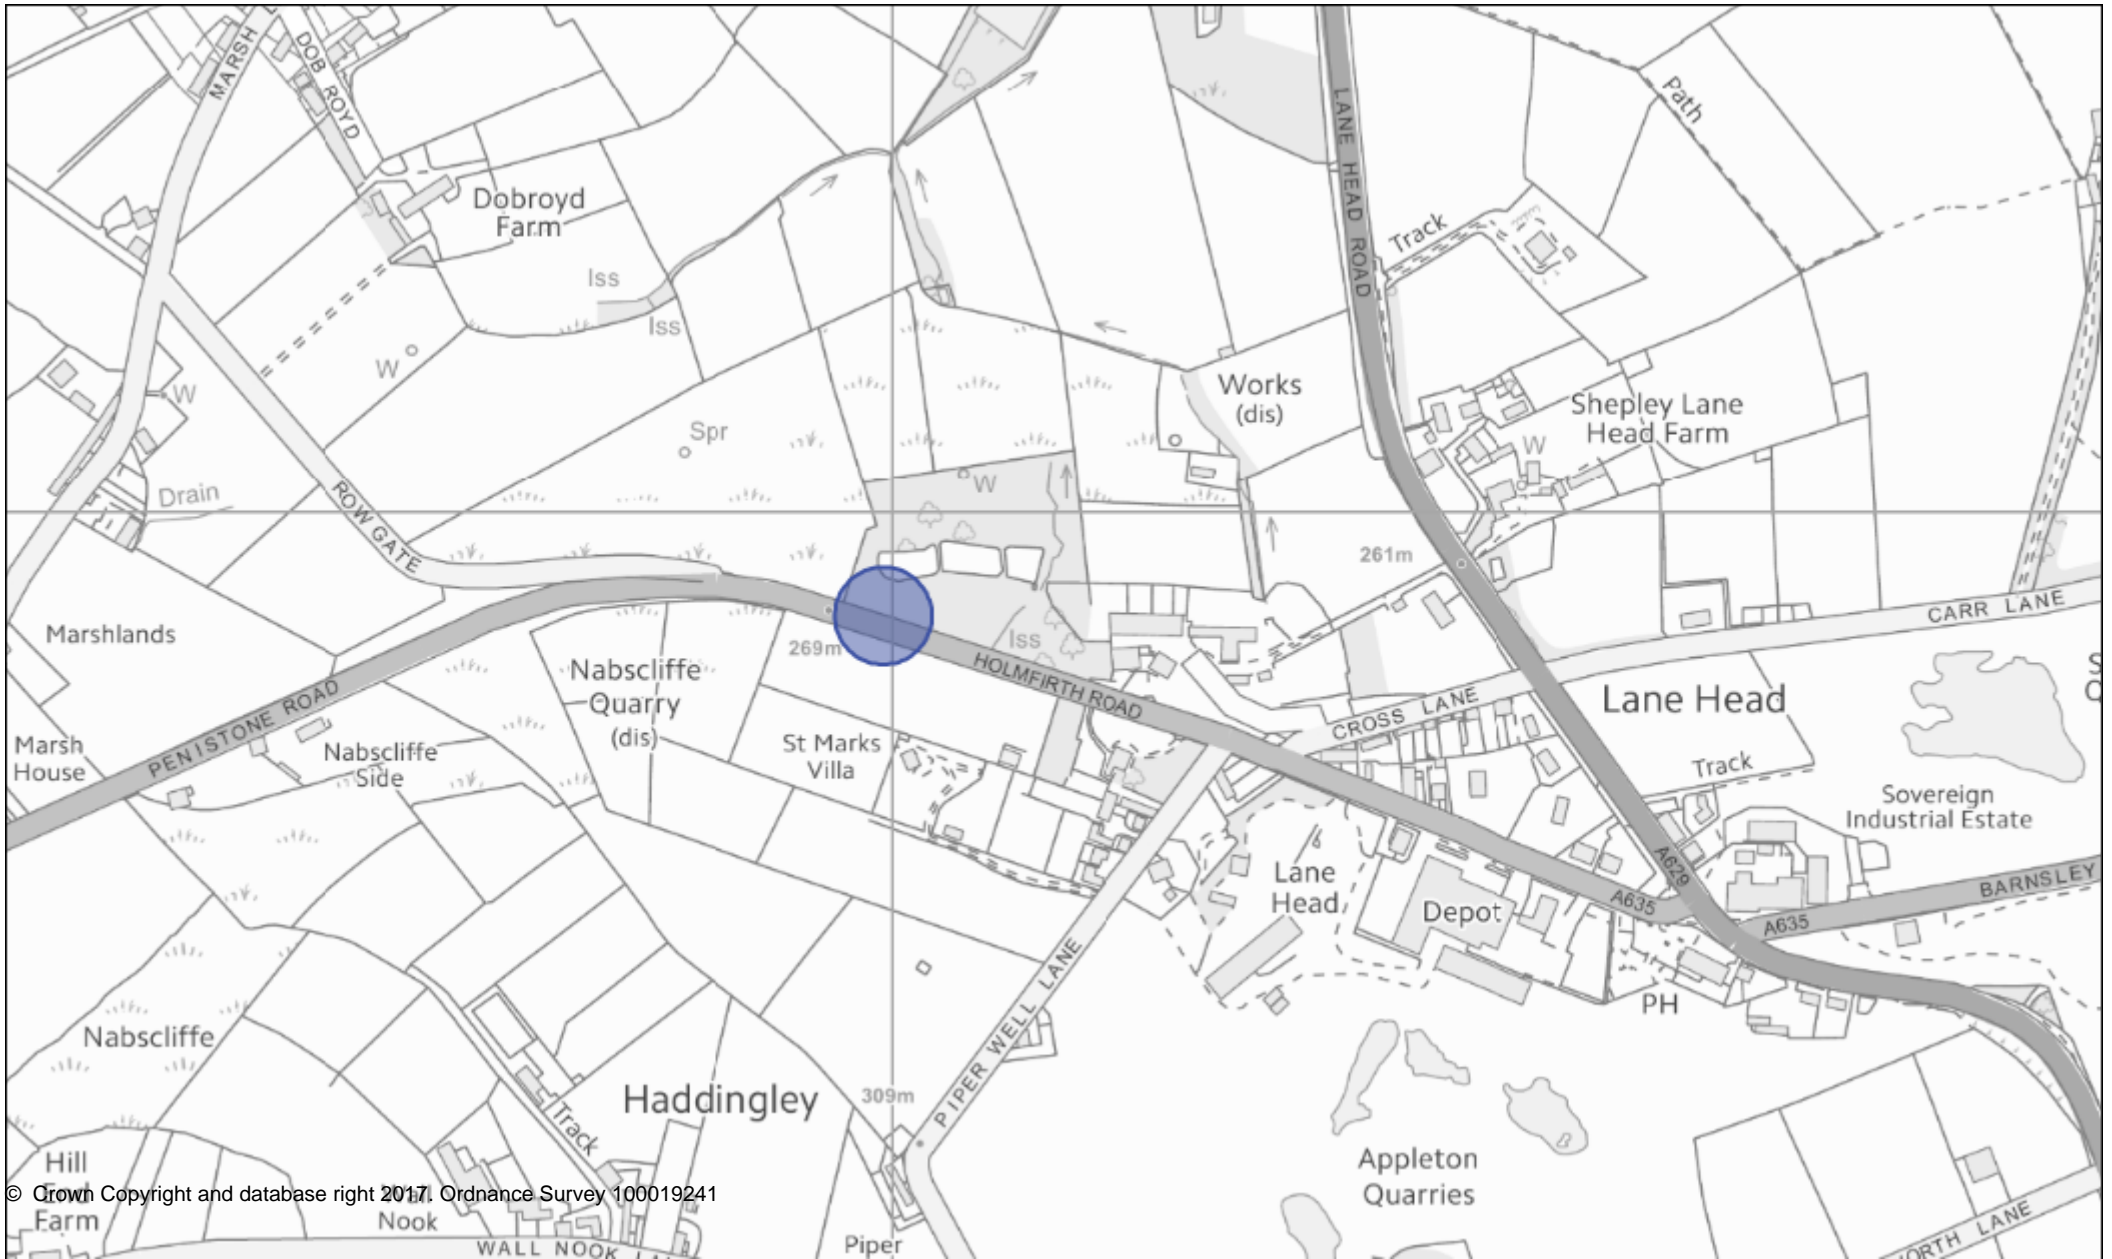 MARSH
DOB ROYD
Dobroyd
Farm
LANE HEAD ROAD
Path
Track
Iss
Iss
W
W
Works
(dis)
Shepley Lane
Head Farm
W
Spr
Drain
W
ROW GATE
261m
CARR LANE
Marshlands
269m
Iss
Nabscliffe
Quarry
(dis)
HOLMFIRTH ROAD
CROSS LANE
Lane Head
S
Q
PENISTONE ROAD
Marsh
House
Nabscliffe
Side
St Marks
Villa
Track
Sovereign
Industrial Estate
A629
Lane
Head
Depot
A635
A635
BARNSLEY
PIPER WELL LANE
PH
Nabscliffe
Haddingley
309m
Track
Appleton
Quarries
Hill
End
Farm
© Crown Copyright and database right 2017. Ordnance Survey 100019241
Wall
Nook
Piper
WALL NOOK LA
ORTH LANE